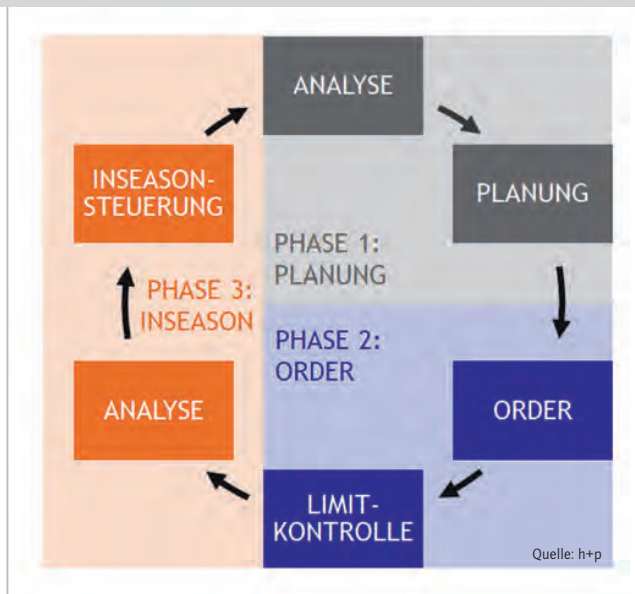 ANALYSE
INSEASON-
STEUERUNG
PLANUNG
PHASE 1:
PLANUNG
PHASE 3:
INSEASON
PHASE 2:
ORDER
ANALYSE
ORDER
LIMIT-
KONTROLLE
Quelle: h+p